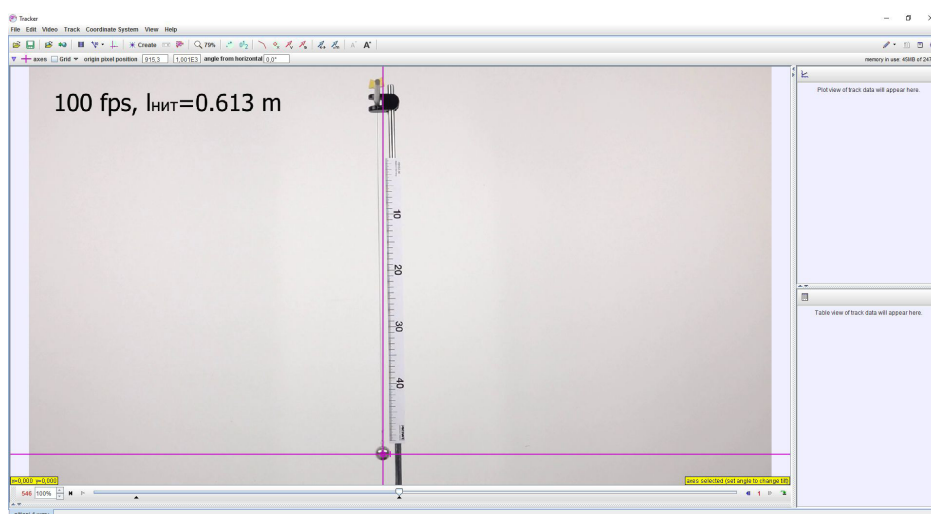 Tracker
File Edit Video Track Coordinate System View Help
Create 79% A A
axes Grid origin pixel position 915,3 1,001E3 angle from horizontal 0,0° memory in use: 45MB of 247
100 fps, lнит=0.613 m
Plot view of track data will appear here.
10
20
30
40
Table view of track data will appear here.
x=0,000 y=0,000 axes selected (set angle to change tilt)
546 100% 1